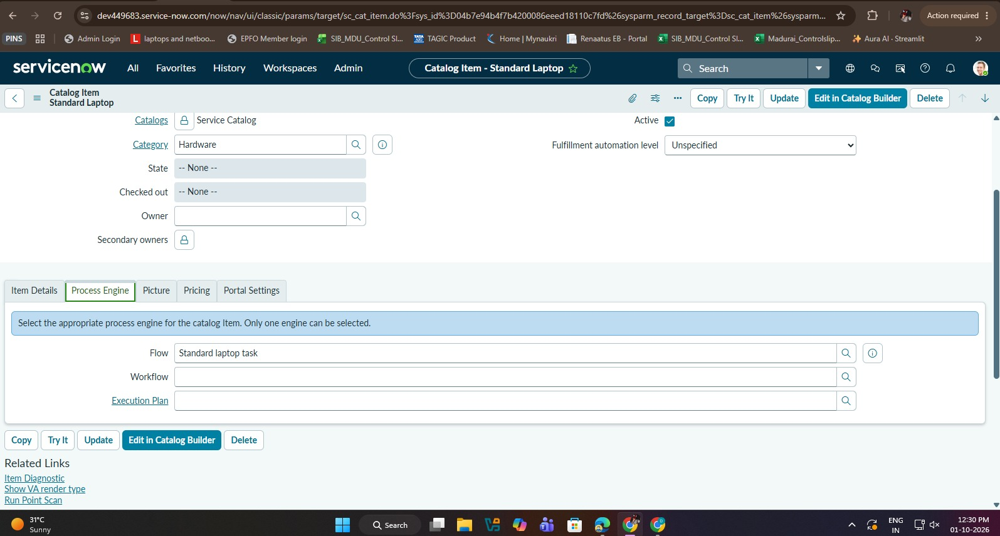 dev449683.service-now.com/now/nav/ui/classic/params/target/sc_cat_item.do%3Fsys_id%3D04b7e94b4f7b4200086eeed18110c7fd%26sysparm_record_target%3Dsc_cat_item%26sysparm...
Action required
PINS
Admin Login
L laptops and netboo...
EPFO Member login
SIB_MDU_Control Sl...
TATA AIG TAGIC Product
Home | Mynaukri
Renaatus EB - Portal
SIB_MDU_Control Sl...
Madurai_Controlslip...
Aura AI · Streamlit
servicenow
All
Favorites
History
Workspaces
Admin
Catalog Item - Standard Laptop
Search
Catalog Item
Standard Laptop
Copy
Try It
Update
Edit in Catalog Builder
Delete
Catalogs
Service Catalog
Active
Category
Hardware
Fulfillment automation level
Unspecified
State
-- None --
Checked out
-- None --
Owner
Secondary owners
Item Details
Process Engine
Picture
Pricing
Portal Settings
Select the appropriate process engine for the catalog Item. Only one engine can be selected.
Flow
Standard laptop task
Workflow
Execution Plan
Copy
Try It
Update
Edit in Catalog Builder
Delete
Related Links
Item Diagnostic
Show VA render type
Run Point Scan
31°C
Sunny
Search
ENG
IN
12:30 PM
01-10-2026